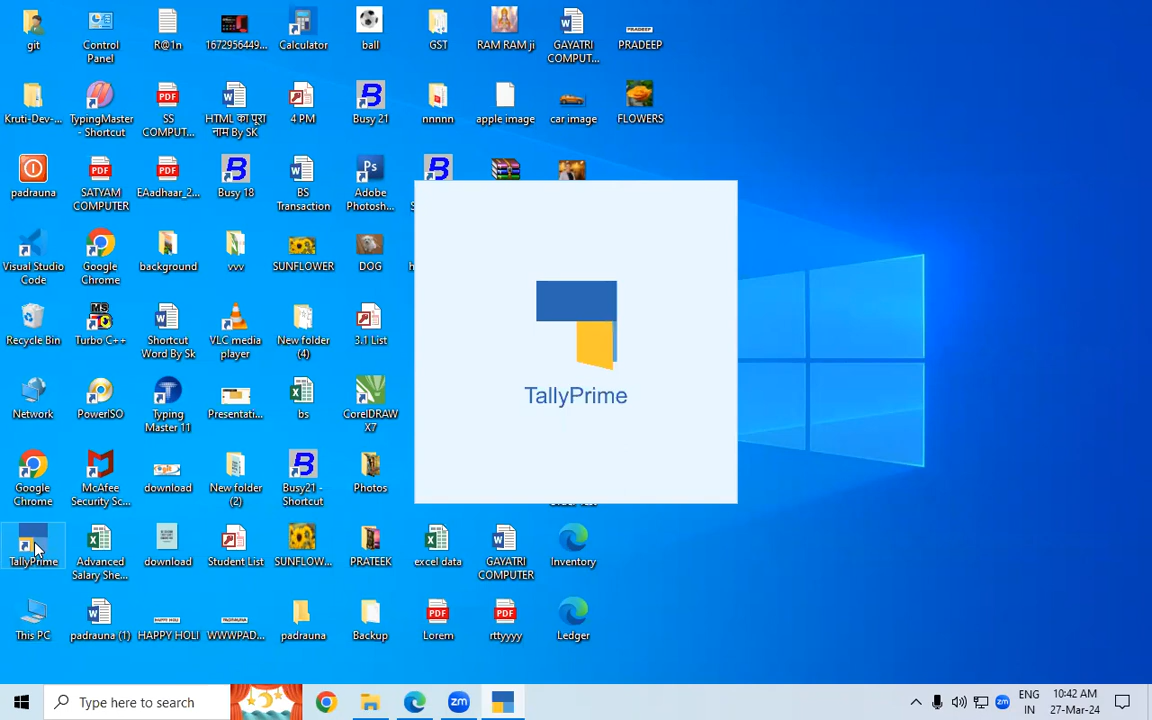 git
Control
Panel
R@1n
1672956449...
Calculator
ball
GST
RAM RAM ji
GAYATRI
COMPUT...
PRADEEP
Kruti-Dev-...
TypingMaster
- Shortcut
SS
COMPUT...
HTML का पूरा
नाम By SK
4 PM
Busy 21
nnnnn
apple image
car image
FLOWERS
padrauna
SATYAM
COMPUTER
EAadhaar_2...
Busy 18
BS
Transaction
Adobe
Photosh...
Visual Studio
Code
Google
Chrome
background
vvv
SUNFLOWER
DOG
Recycle Bin
Turbo C++
Shortcut
Word By Sk
VLC media
player
New folder
(4)
3.1 List
TallyPrime
Network
PowerISO
Typing
Master 11
Presentati...
bs
CorelDRAW
X7
Google
Chrome
McAfee
Security Sc...
download
New folder
(2)
Busy21 -
Shortcut
Photos
TallyPrime
Advanced
Salary She...
download
Student List
SUNFLOW...
PRATEEK
excel data
GAYATRI
COMPUTER
Inventory
This PC
padrauna (1)
HAPPY HOLI
WWWPAD...
padrauna
Backup
Lorem
rttyyyy
Ledger
Type here to search
ENG
IN
10:42 AM
27-Mar-24